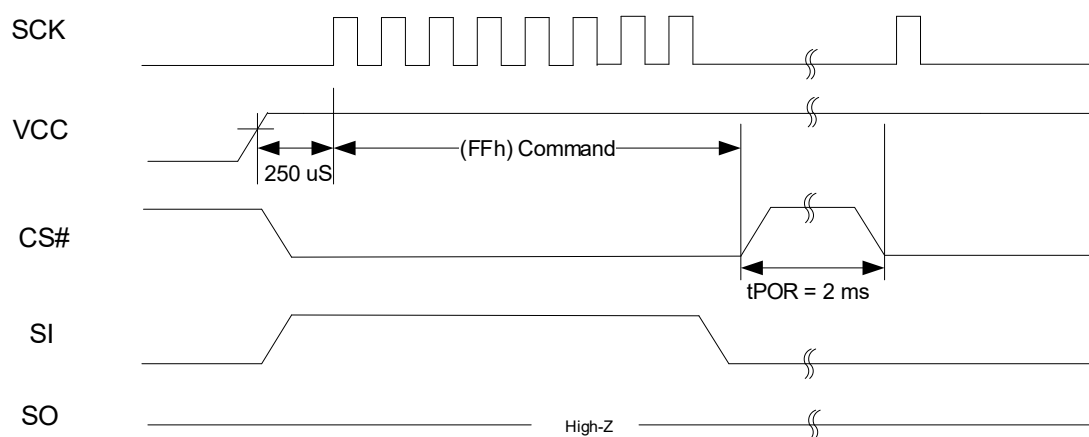 SCK
VCC
(FFh) Command
250 uS
CS#
tPOR = 2 ms
SI
SO
High-Z